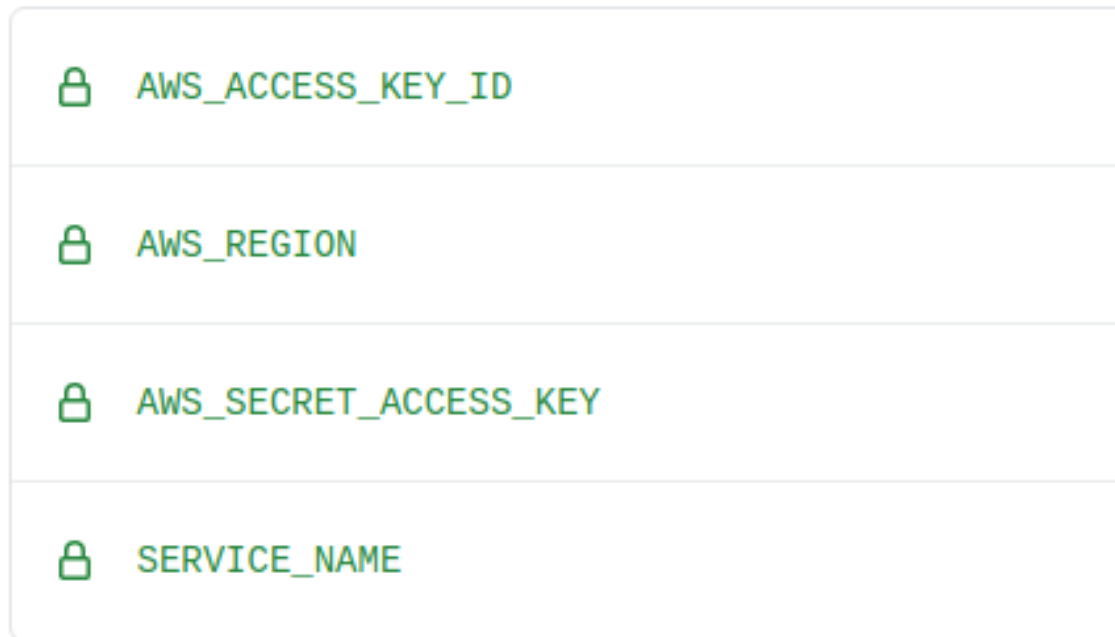 AWS_ACCESS_KEY_ID
AWS_REGION
AWS_SECRET_ACCESS_KEY
SERVICE_NAME